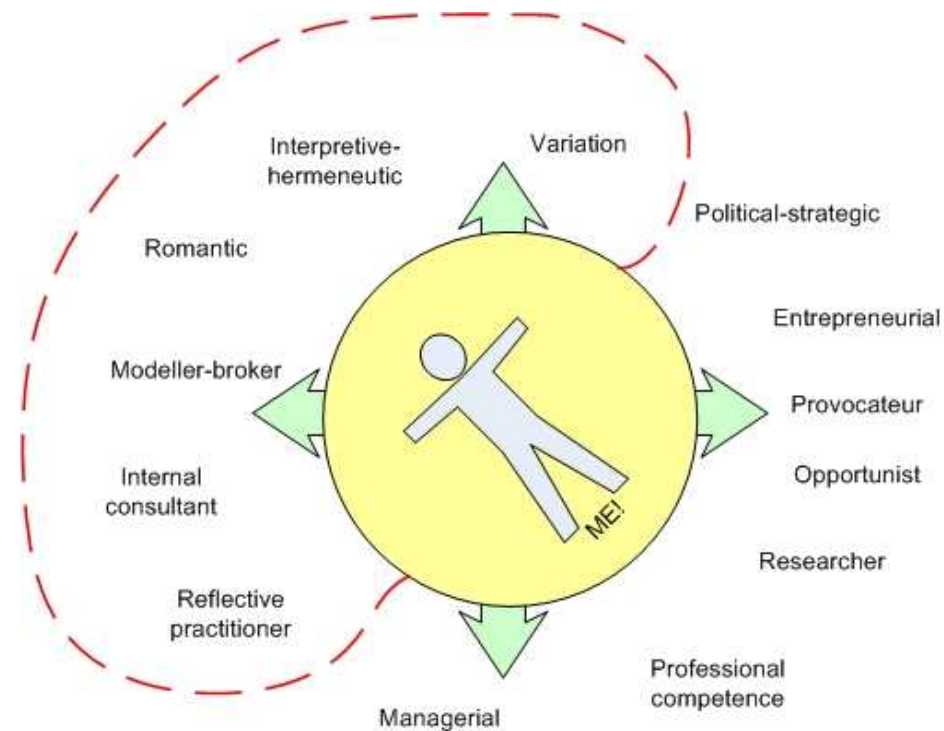 Variation
Interpretive-
hermeneutic
Political-strategic
Romantic
Entrepreneurial
Modeller-broker
Provocateur
Opportunist
Internal
consultant
ME!
Researcher
Reflective
practitioner
Professional
competence
Managerial